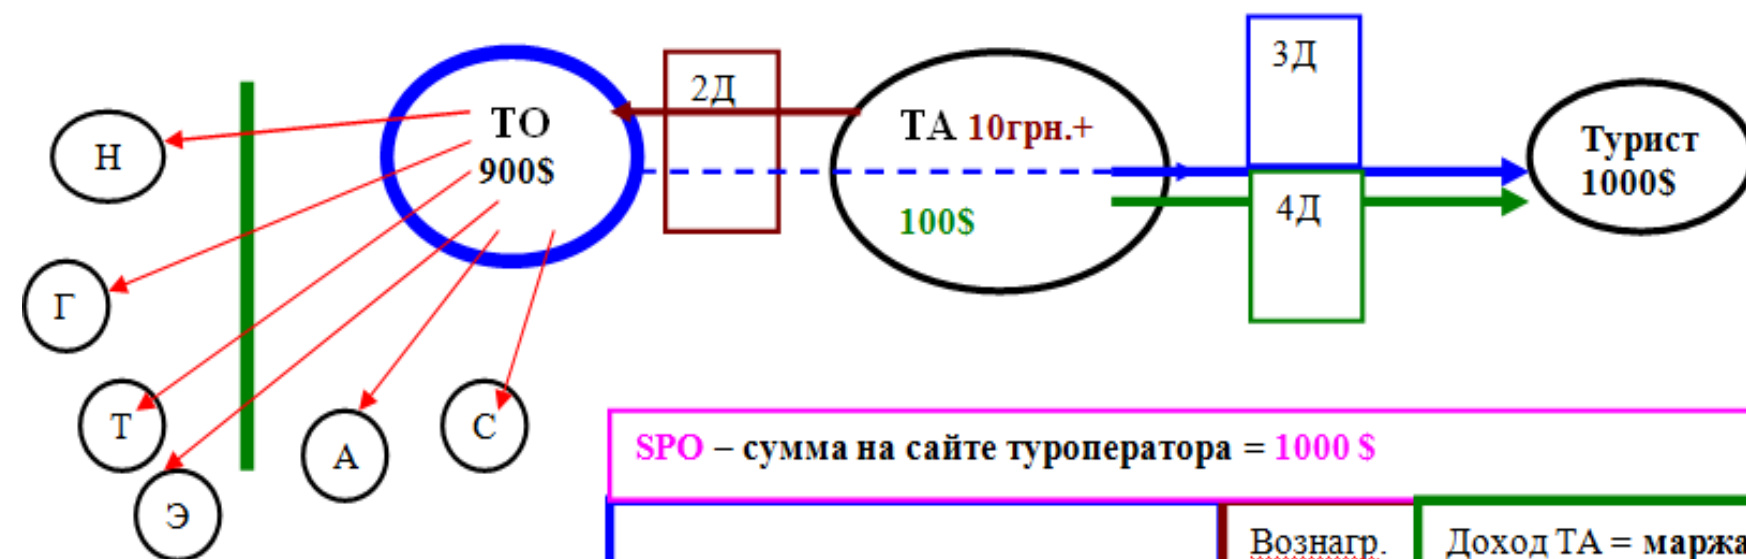 3Д
2Д
ТО
900$
ТА 10грн.+
100$
Турист
1000$
4Д
Н
Г
Т
Э
А
С
SPO – сумма на сайте туроператора = 1000 $
Вознагр.
Доход ТА = маржа